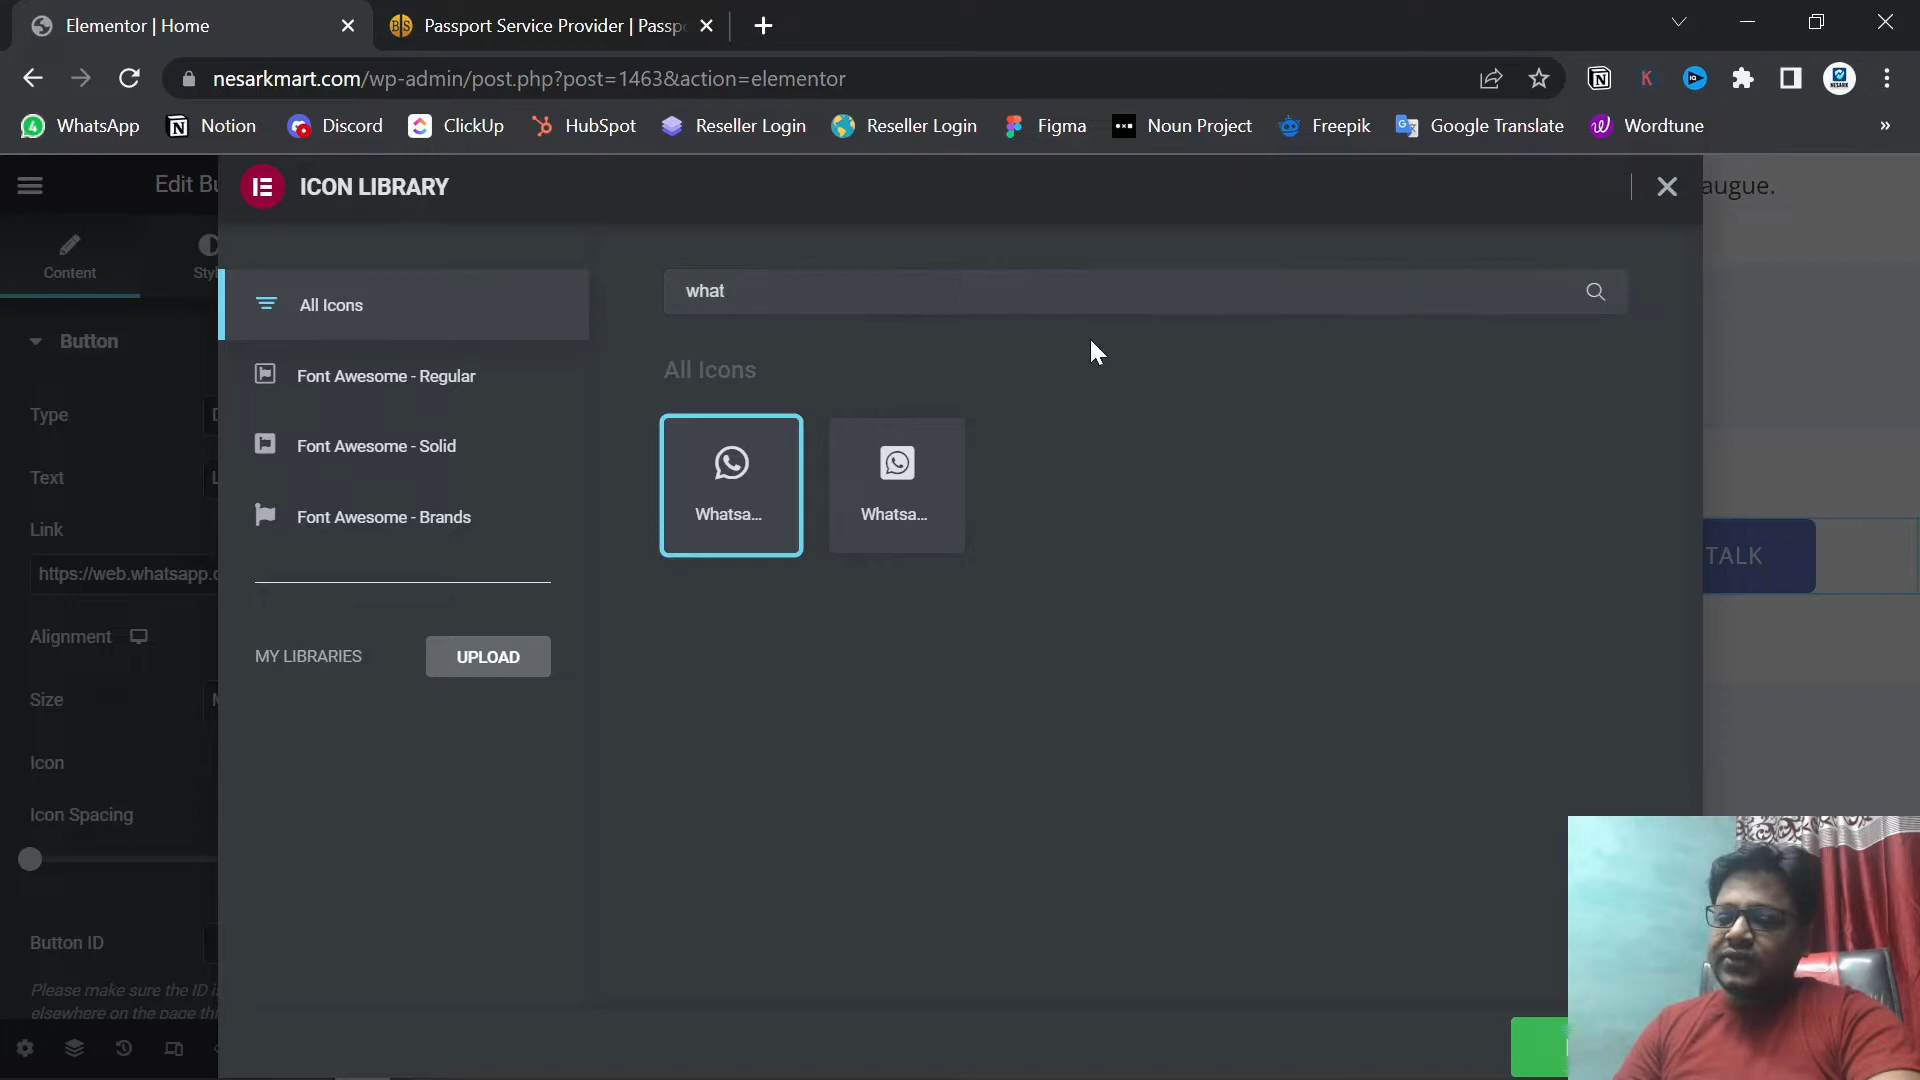 Elementor | Home
Passport Service Provider | Passp
nesarkmart.com/wp-admin/post.php?post=1463&action=elementor
4 WhatsApp
Notion
Discord
ClickUp
HubSpot
Reseller Login
Reseller Login
Figma
Noun Project
Freepik
Google Translate
Wordtune
Edit Bu
ICON LIBRARY
augue.
Content
Styl
All Icons
what
Button
All Icons
Font Awesome - Regular
Type
Font Awesome - Solid
Text
Whatsa...
Whatsa...
Font Awesome - Brands
Link
TALK
https://web.whatsapp.c
Alignment
MY LIBRARIES
UPLOAD
Size
Icon
Icon Spacing
Button ID
Please make sure the ID is
elsewhere on the page thi